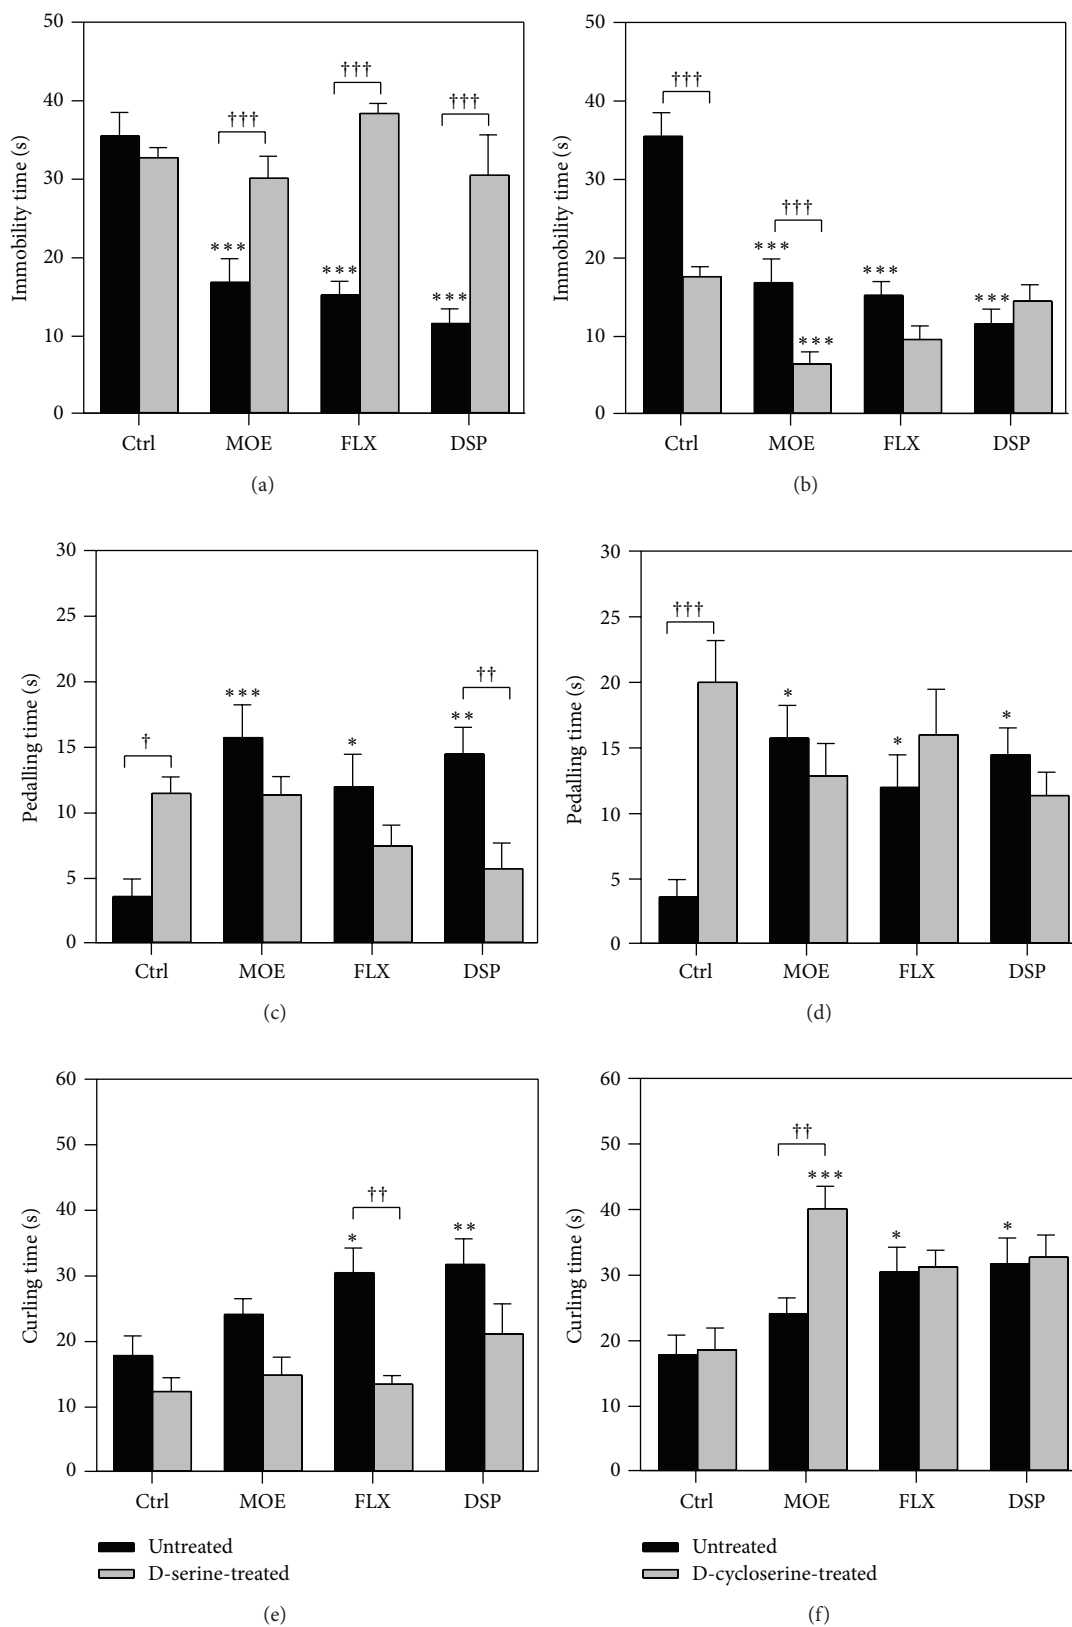 50
40
30
20
10
0
Immobility time (s)
†††
†††
†††
***
***
***
Ctrl
MOE
FLX
DSP
(a)
50
40
30
20
10
0
Immobility time (s)
†††
†††
***
***
***
***
Ctrl
MOE
FLX
DSP
(b)
30
25
20
15
10
5
0
Pedalling time (s)
†
***
*
††
**
Ctrl
MOE
FLX
DSP
(c)
30
25
20
15
10
5
0
Pedalling time (s)
†††
*
*
*
Ctrl
MOE
FLX
DSP
(d)
60
50
40
30
20
10
0
Curling time (s)
††
*
**
Ctrl
MOE
FLX
DSP
Untreated
D-serine-treated
(e)
60
50
40
30
20
10
0
Curling time (s)
††
***
*
*
Ctrl
MOE
FLX
DSP
Untreated
D-cycloserine-treated
(f)